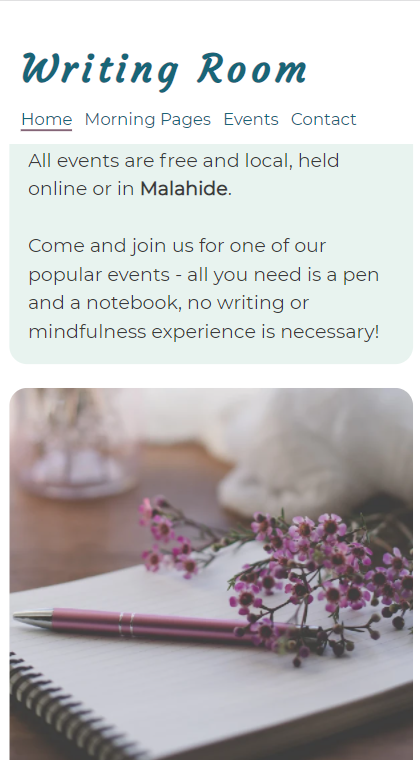 Writing Room
Home Morning Pages Events Contact
All events are free and local, held
online or in Malahide.
Come and join us for one of our
popular events - all you need is a pen
and a notebook, no writing or
mindfulness experience is necessary!